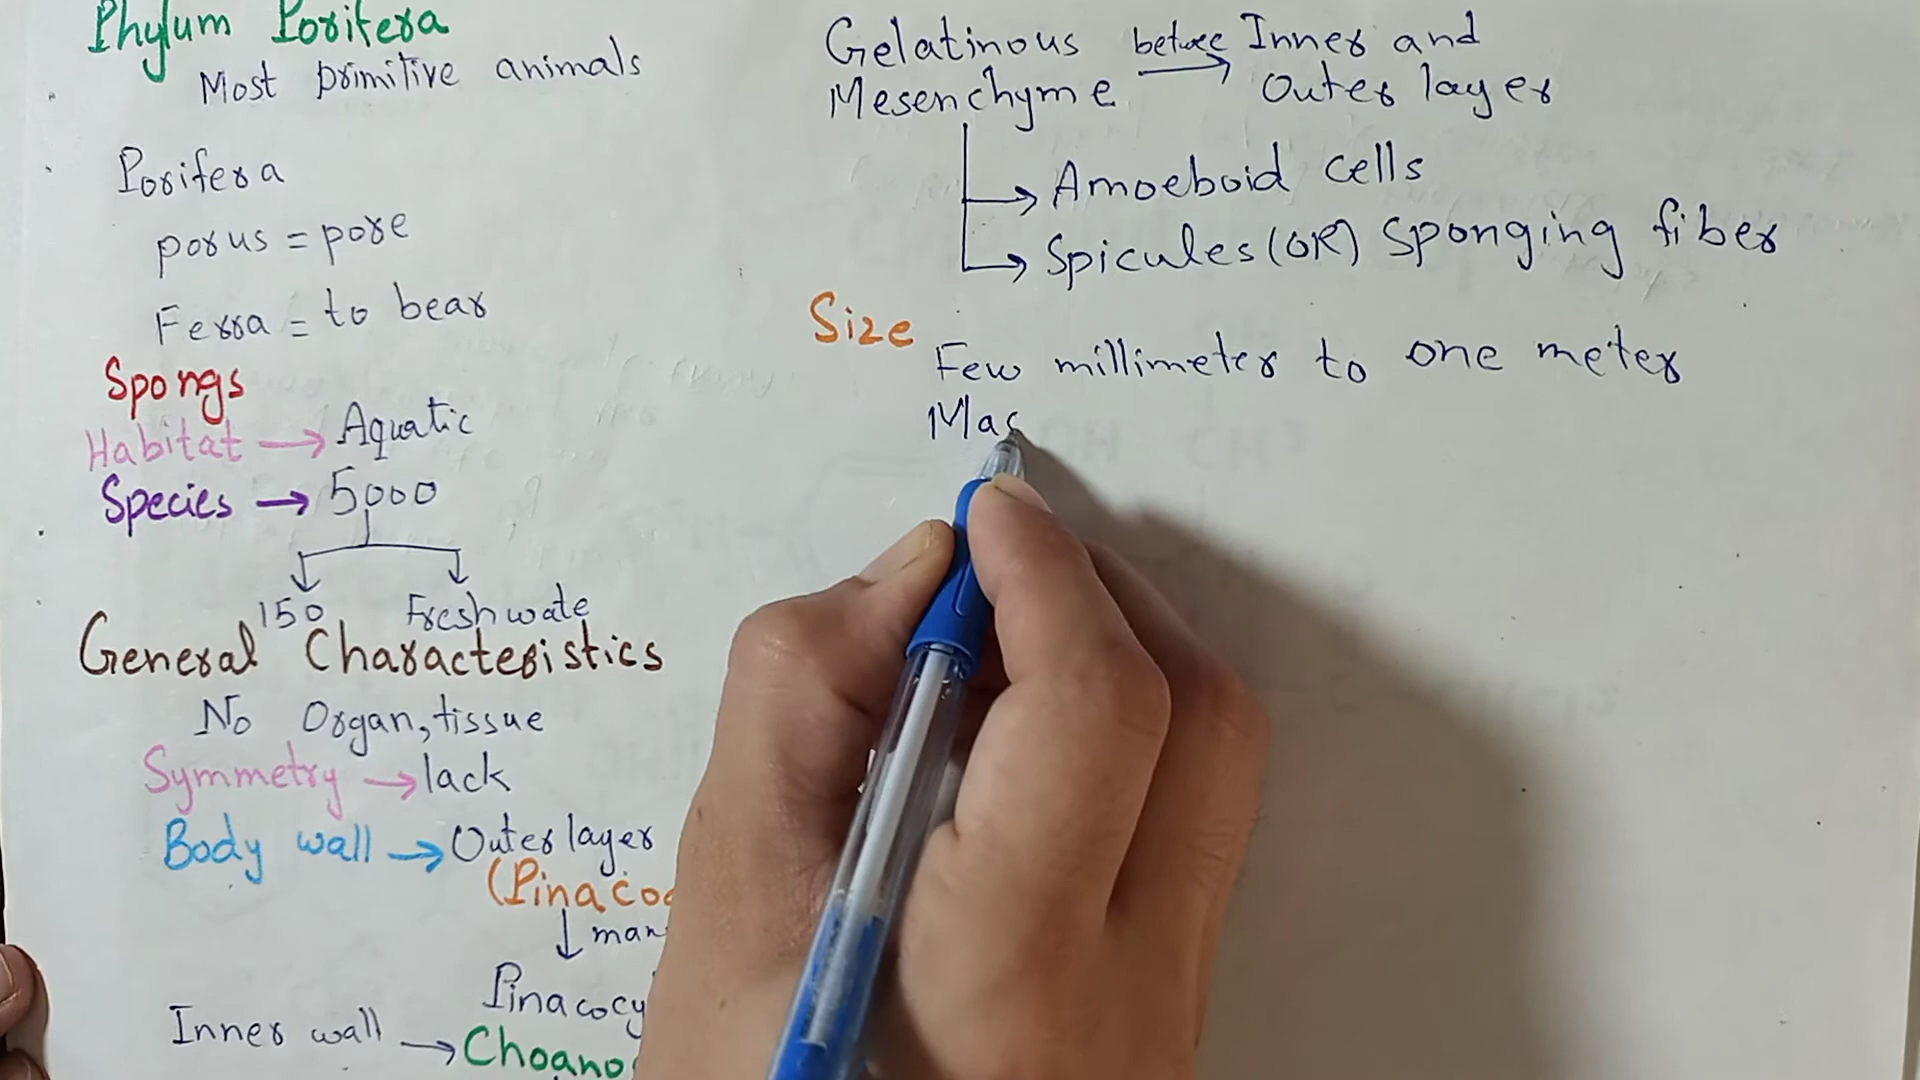 Phylum Porifera
Most primitive animals
Porifera
porus = pore
Ferra = to bear
Spongs
Habitat → Aquatic
Species → 5000
150 Freshwate
General Characteristics
No Organ, tissue
Symmetry → lack
Body wall → Outer layer
(Pinacoc
↓ man
Pinacocy
Inner wall → Choano
Gelatinous betwee Inner and
Mesenchyme → Outer layer
→ Amoeboid cells
→ Spicules (OR) Sponging fiber
Size
Few millimeter to one meter
Mas